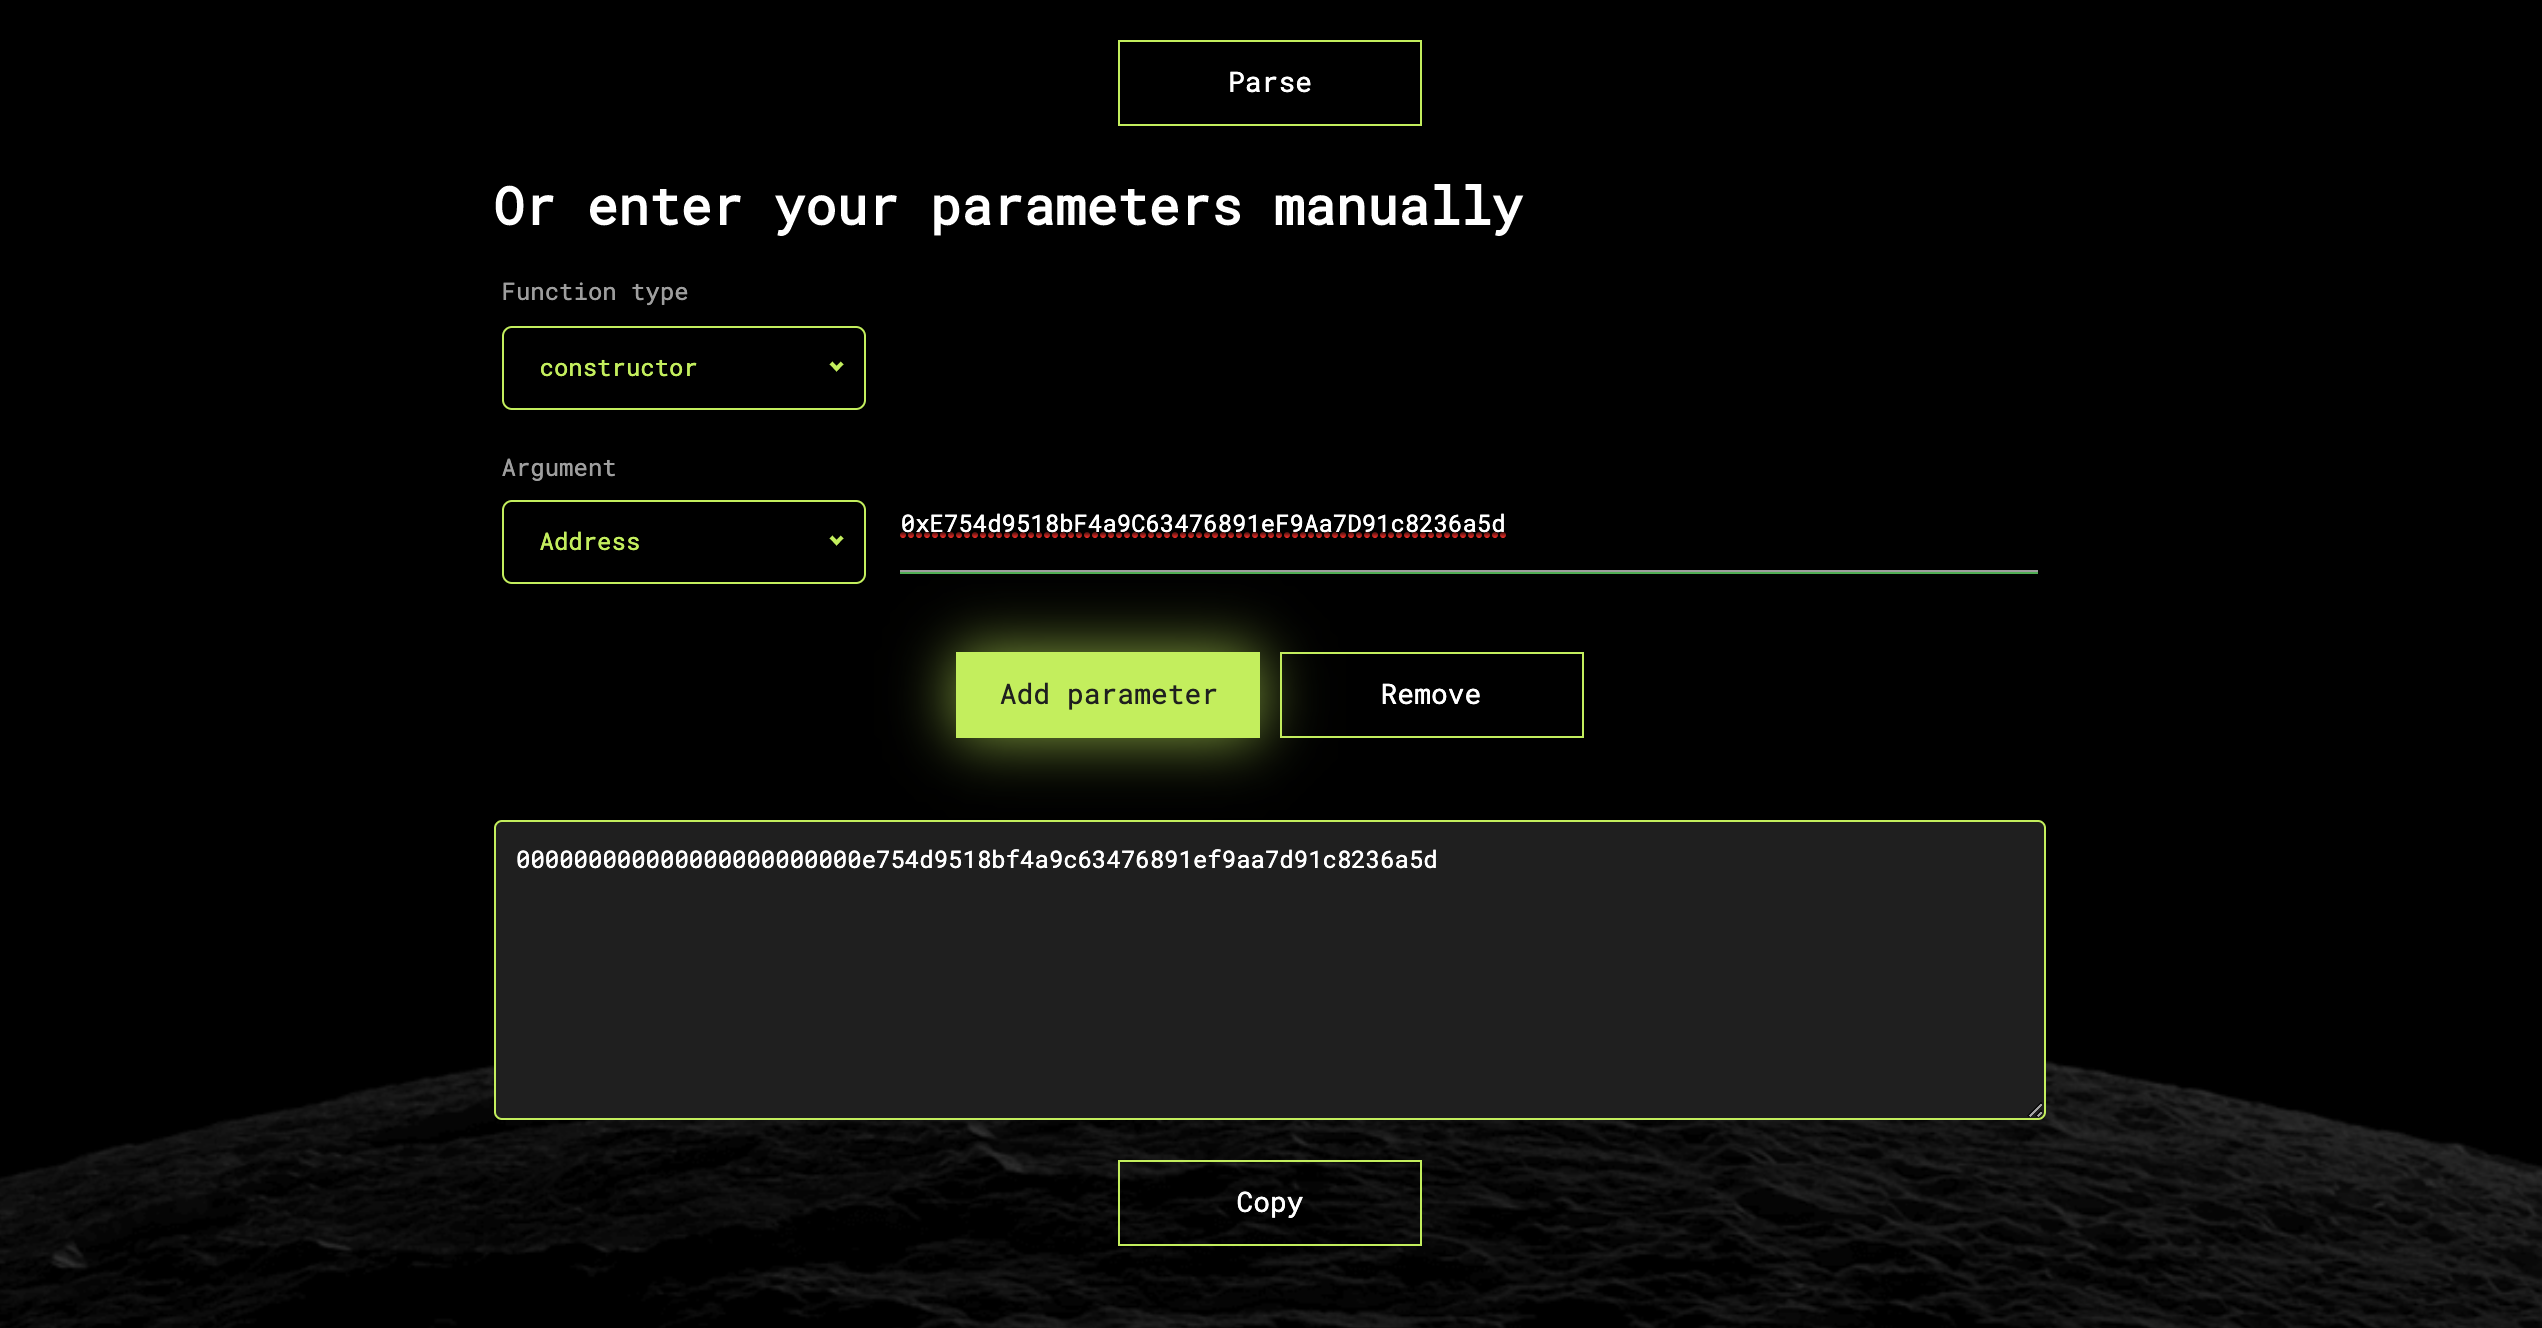 Parse
Or enter your parameters manually
Function type
constructor
Argument
Address
0xE754d9518bF4a9C63476891eF9Aa7D91c8236a5d
Add parameter
Remove
000000000000000000000000e754d9518bf4a9c63476891ef9aa7d91c8236a5d
Copy